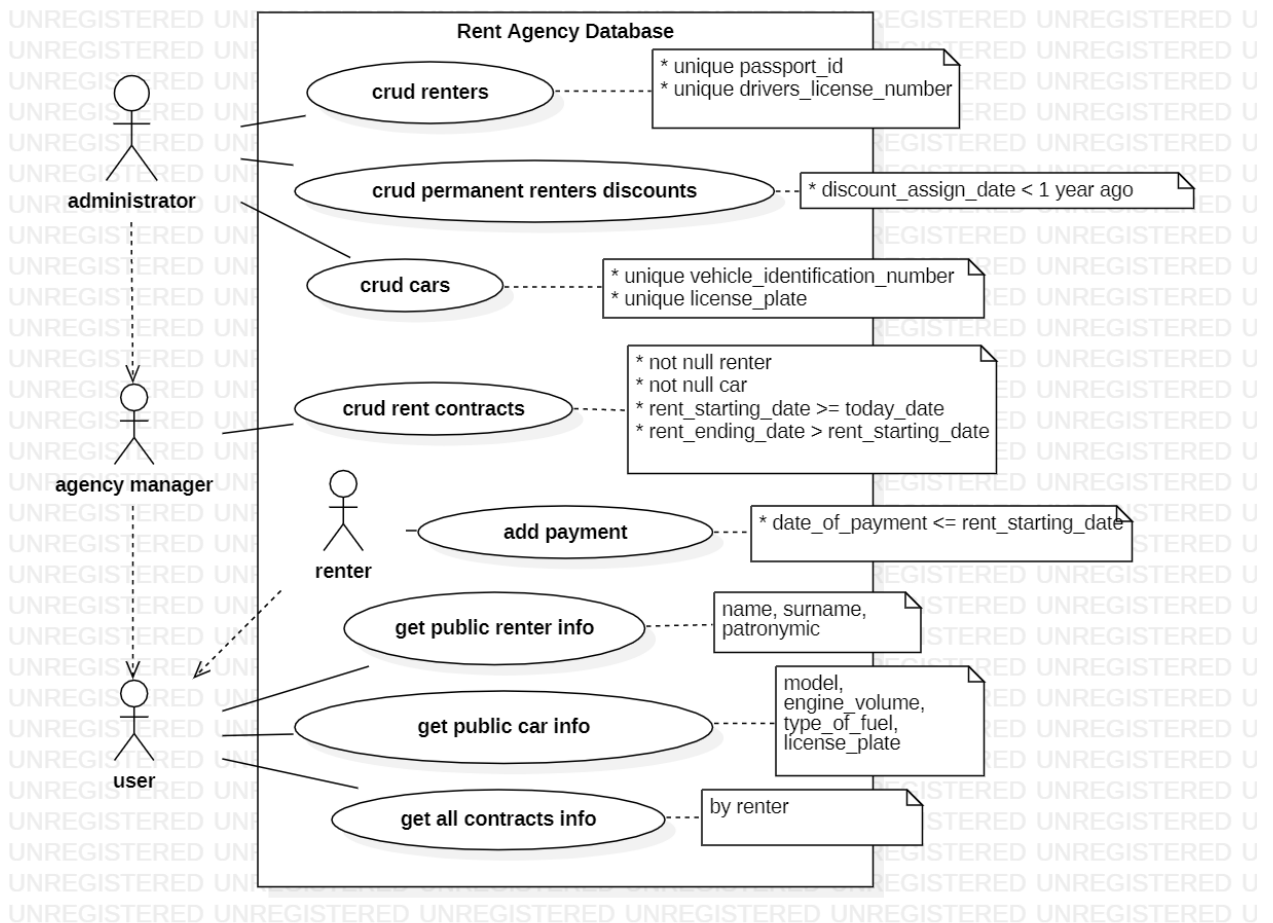 Rent Agency Database
crud renters
* unique passport_id
* unique drivers_license_number
administrator
crud permanent renters discounts
* discount_assign_date < 1 year ago
crud cars
* unique vehicle_identification_number
* unique license_plate
crud rent contracts
* not null renter
* not null car
* rent_starting_date >= today_date
* rent_ending_date > rent_starting_date
agency manager
add payment
* date_of_payment <= rent_starting_date
renter
get public renter info
name, surname,
patronymic
get public car info
model,
engine_volume,
type_of_fuel,
license_plate
user
get all contracts info
by renter
UNREGISTERED